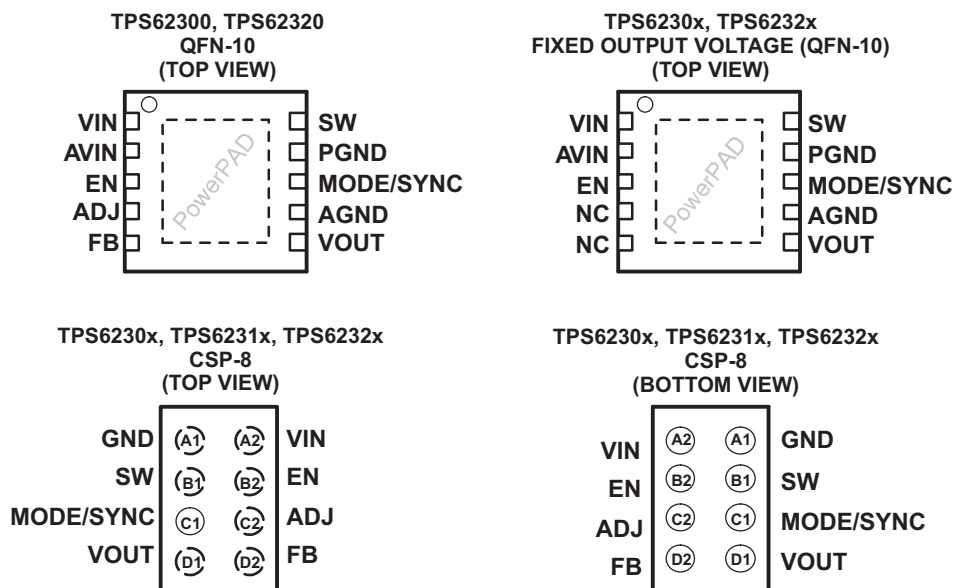 TPS62300, TPS62320
QFN-10
(TOP VIEW)
VIN
AVIN
EN
ADJ
FB
PowerPAD
SW
PGND
MODE/SYNC
AGND
VOUT
TPS6230x, TPS6232x
FIXED OUTPUT VOLTAGE (QFN-10)
(TOP VIEW)
VIN
AVIN
EN
NC
NC
PowerPAD
SW
PGND
MODE/SYNC
AGND
VOUT
TPS6230x, TPS6231x, TPS6232x
CSP-8
(TOP VIEW)
GND A1 A2 VIN
SW B1 B2 EN
MODE/SYNC C1 C2 ADJ
VOUT D1 D2 FB
TPS6230x, TPS6231x, TPS6232x
CSP-8
(BOTTOM VIEW)
VIN A2 A1 GND
EN B2 B1 SW
ADJ C2 C1 MODE/SYNC
FB D2 D1 VOUT